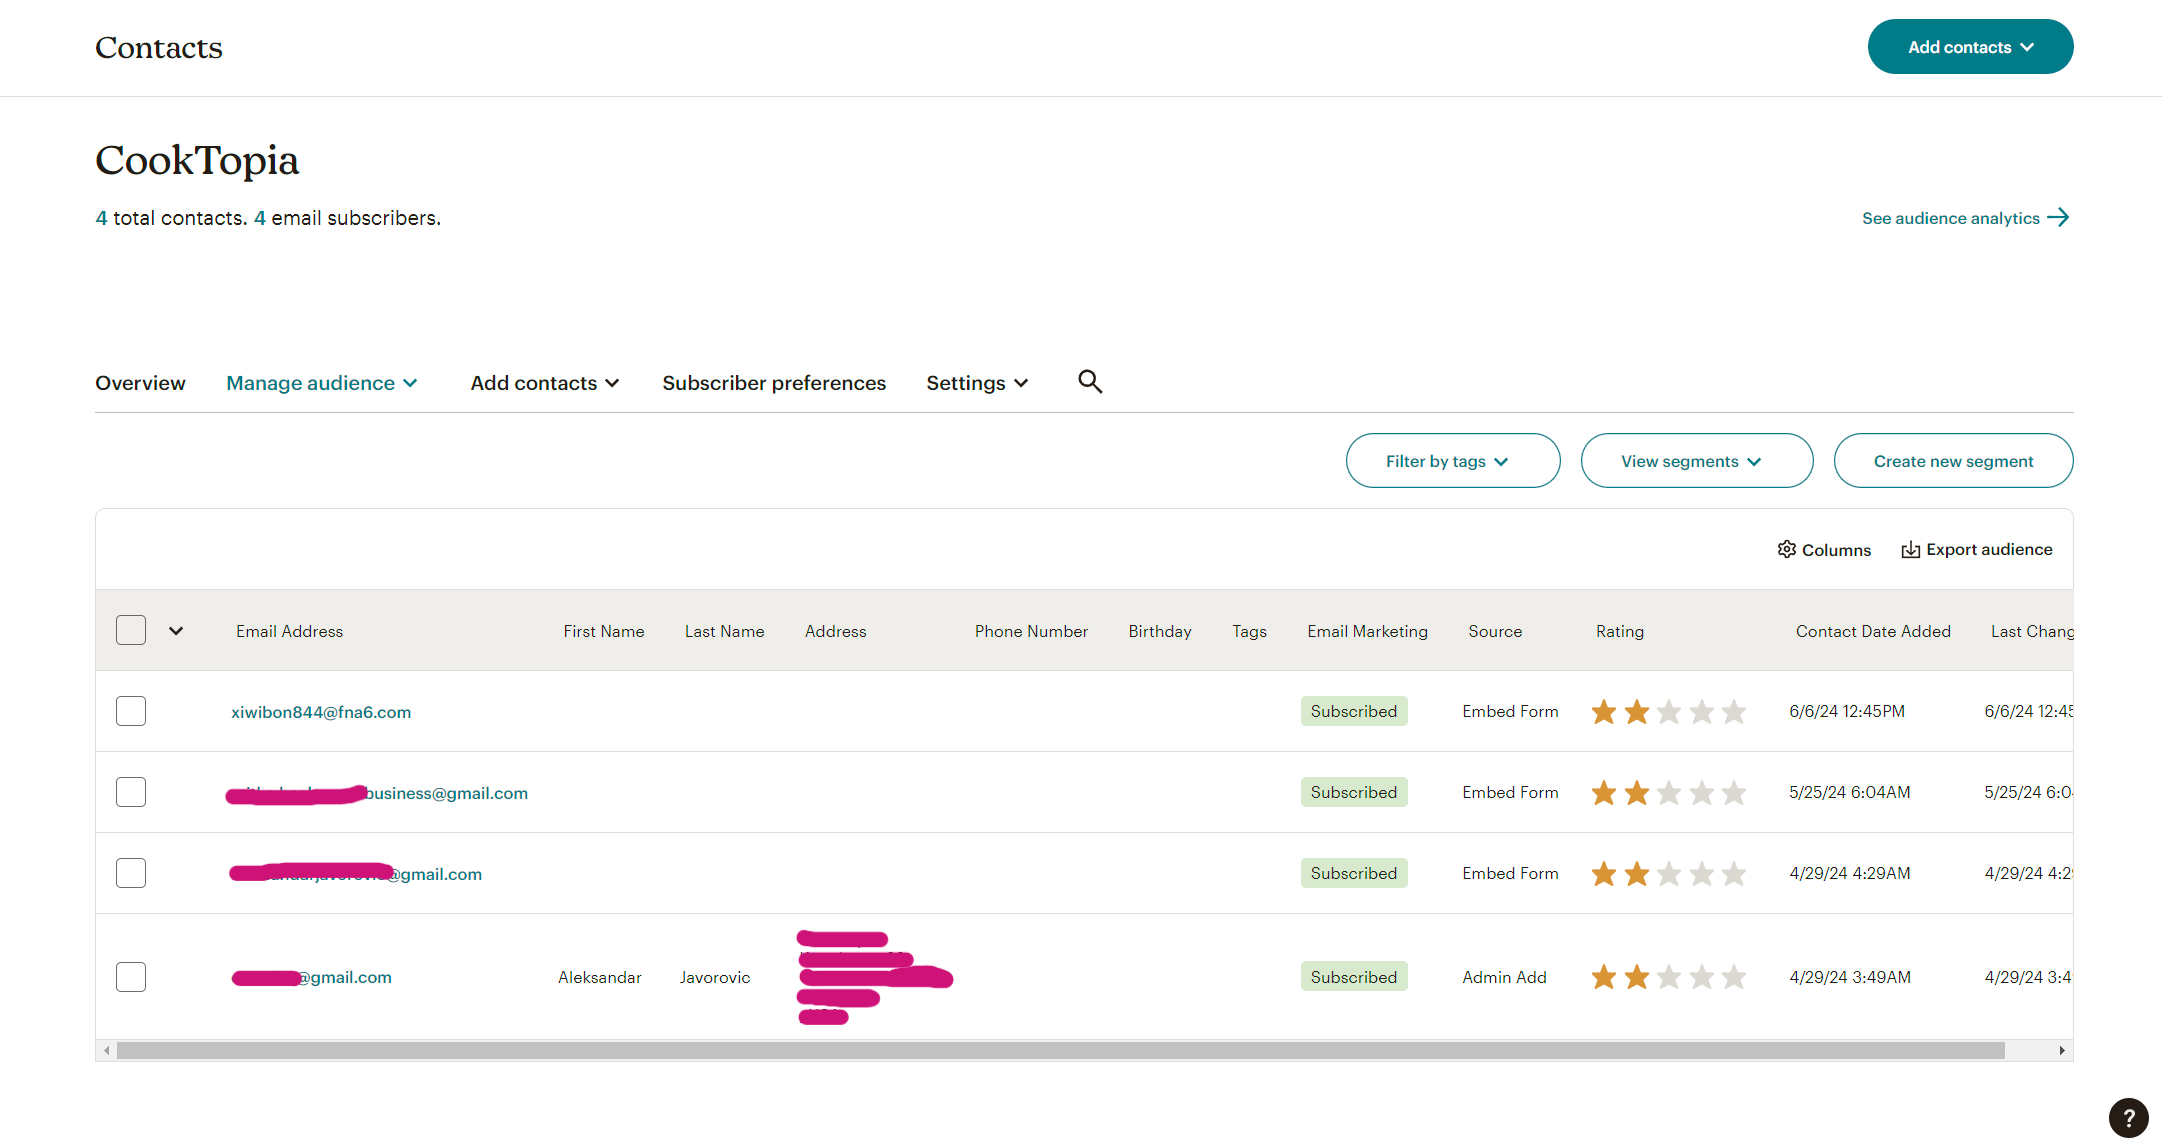 Contacts
Add contacts
CookTopia
4 total contacts. 4 email subscribers.
See audience analytics
Overview Manage audience Add contacts Subscriber preferences Settings
Filter by tags View segments Create new segment
Columns Export audience
Email Address First Name Last Name Address Phone Number Birthday Tags Email Marketing Source Rating Contact Date Added Last Chang
xiwibon844@fna6.com Subscribed Embed Form 6/6/24 12:45PM 6/6/24 12:45
business@gmail.com Subscribed Embed Form 5/25/24 6:04AM 5/25/24 6:0
@gmail.com Subscribed Embed Form 4/29/24 4:29AM 4/29/24 4:2
@gmail.com Aleksandar Javorovic Subscribed Admin Add 4/29/24 3:49AM 4/29/24 3:4
?